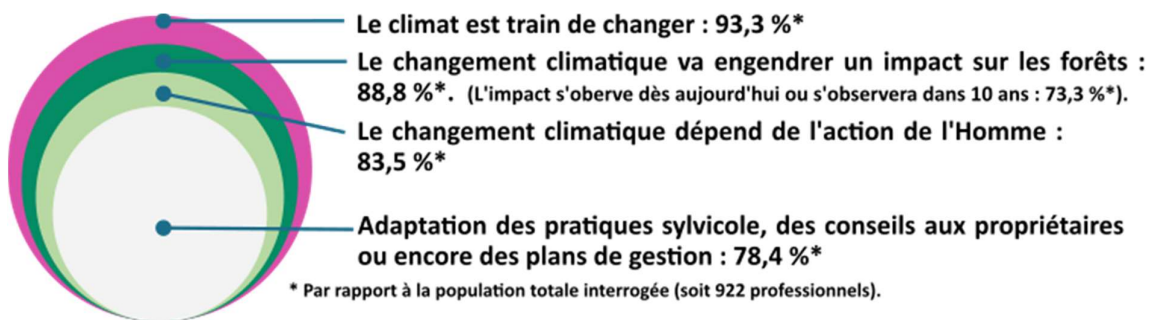 Le climat est train de changer : 93,3 %*
Le changement climatique va engendrer un impact sur les forêts :
88,8 %*. (L'impact s'oberve dès aujourd'hui ou s'observera dans 10 ans : 73,3 %*).
Le changement climatique dépend de l'action de l'Homme :
83,5 %*
Adaptation des pratiques sylvicole, des conseils aux propriétaires
ou encore des plans de gestion : 78,4 %*
* Par rapport à la population totale interrogée (soit 922 professionnels).